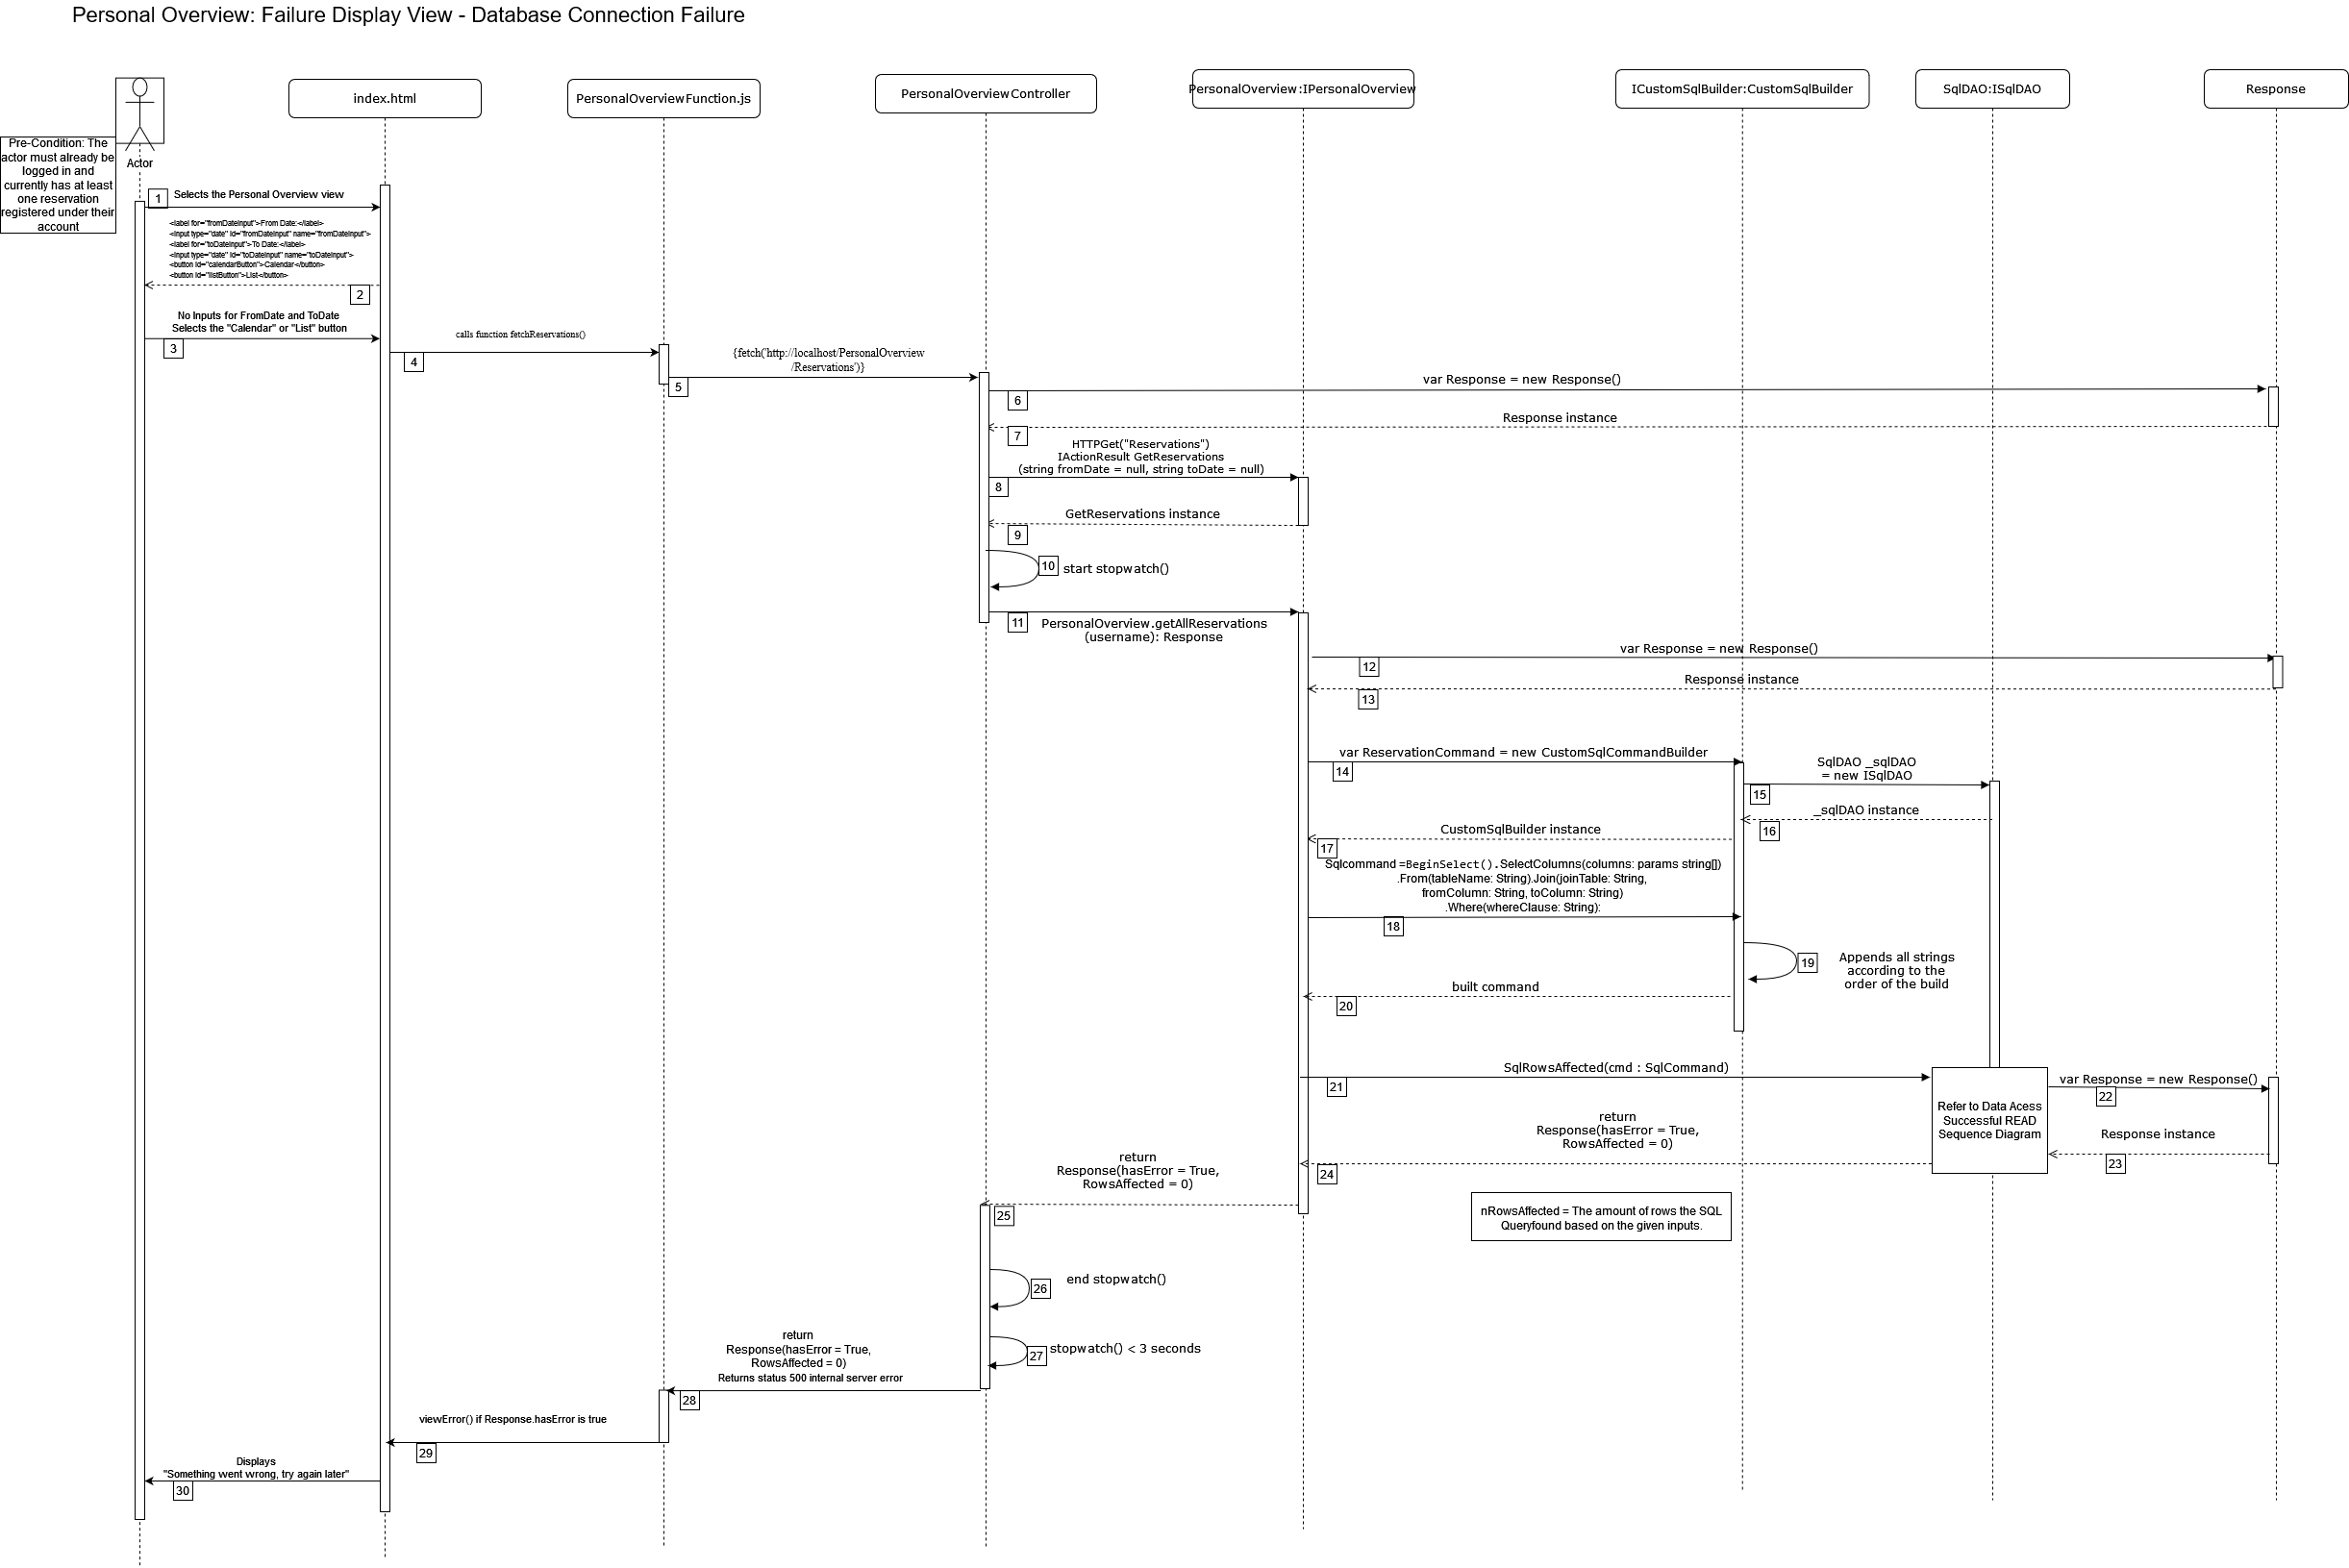 Personal Overview: Failure Display View - Database Connection Failure
index.html
PersonalOverviewFunction.js
PersonalOverviewController
PersonalOverview:IPersonalOverview
ICustomSqlBuilder:CustomSqlBuilder
SqlDAO:ISqlDAO
Response
Actor
Pre-Condition: The
actor must already be
logged in and
currently has at least
one reservation
registered under their
account
1
Selects the Personal Overview view
<label for="fromDateInput">From Date:</label>
<input type="date" id="fromDateInput" name="fromDateInput">
<label for="toDateInput">To Date:</label>
<input type="date" id="toDateInput" name="toDateInput">
<button id="calendarButton">Calendar</button>
<button id="listButton">List</button>
2
No Inputs for FromDate and ToDate
Selects the "Calendar" or "List" button
3
calls function fetchReservations()
4
{fetch('http://localhost/PersonalOverview
/Reservations')}
5
var Response = new Response()
6
Response instance
7
HTTPGet("Reservations")
IActionResult GetReservations
(string fromDate = null, string toDate = null)
8
GetReservations instance
9
10
start stopwatch()
11
PersonalOverview.getAllReservations
(username): Response
var Response = new Response()
12
Response instance
13
var ReservationCommand = new CustomSqlCommandBuilder
14
SqlDAO _sqlDAO
= new ISqlDAO
15
_sqlDAO instance
16
CustomSqlBuilder instance
17
Sqlcommand =BeginSelect().SelectColumns(columns: params string[])
.From(tableName: String).Join(joinTable: String,
fromColumn: String, toColumn: String)
.Where(whereClause: String):
18
19
Appends all strings
according to the
order of the build
built command
20
SqlRowsAffected(cmd : SqlCommand)
21
Refer to Data Acess
Successful READ
Sequence Diagram
var Response = new Response()
22
Response instance
23
return
Response(hasError = True,
RowsAffected = 0)
24
return
Response(hasError = True,
RowsAffected = 0)
25
nRowsAffected = The amount of rows the SQL
Queryfound based on the given inputs.
26
end stopwatch()
27
stopwatch() < 3 seconds
return
Response(hasError = True,
RowsAffected = 0)
Returns status 500 internal server error
28
viewError() if Response.hasError is true
29
Displays
"Something went wrong, try again later"
30